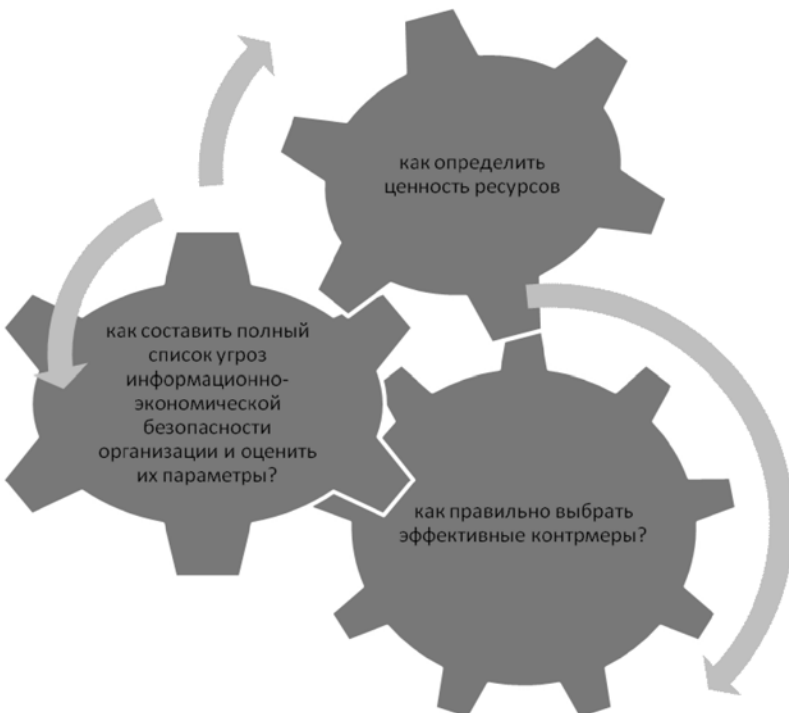 как определить
ценность ресурсов
как составить полный
список угроз
информационно-
экономической
безопасности
организации и оценить
их параметры?
как правильно выбрать
эффективные контрмеры?